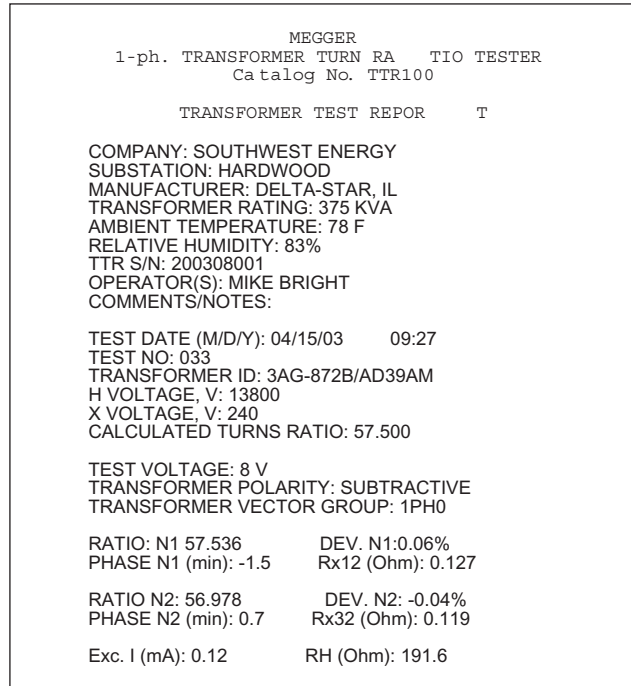 MEGGER
1-ph. TRANSFORMER TURN RA TIO TESTER
Catalog No. TTR100
TRANSFORMER TEST REPOR T
COMPANY: SOUTHWEST ENERGY
SUBSTATION: HARDWOOD
MANUFACTURER: DELTA-STAR, IL
TRANSFORMER RATING: 375 KVA
AMBIENT TEMPERATURE: 78 F
RELATIVE HUMIDITY: 83%
TTR S/N: 200308001
OPERATOR(S): MIKE BRIGHT
COMMENTS/NOTES:
TEST DATE (M/D/Y): 04/15/03 09:27
TEST NO: 033
TRANSFORMER ID: 3AG-872B/AD39AM
H VOLTAGE, V: 13800
X VOLTAGE, V: 240
CALCULATED TURNS RATIO: 57.500
TEST VOLTAGE: 8 V
TRANSFORMER POLARITY: SUBTRACTIVE
TRANSFORMER VECTOR GROUP: 1PH0
RATIO: N1 57.536 DEV. N1:0.06%
PHASE N1 (min): -1.5 Rx12 (Ohm): 0.127
RATIO N2: 56.978 DEV. N2: -0.04%
PHASE N2 (min): 0.7 Rx32 (Ohm): 0.119
Exc. I (mA): 0.12 RH (Ohm): 191.6